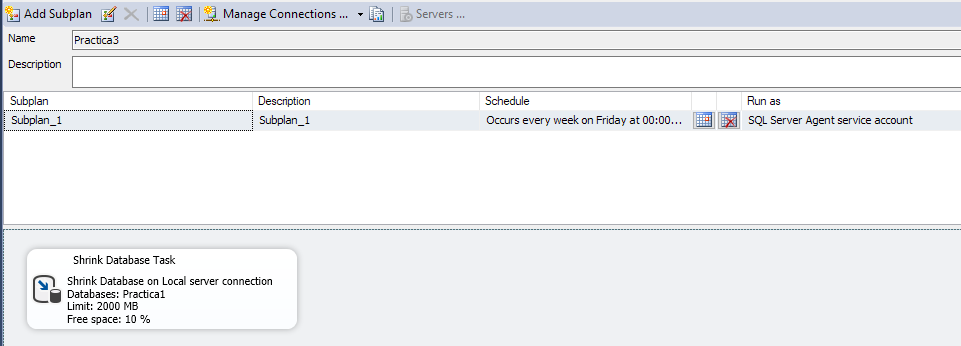 Add Subplan Manage Connections ... Servers ...
Name Practica3
Description
Subplan Description Schedule Run as
Subplan_1 Subplan_1 Occurs every week on Friday at 00:00... SQL Server Agent service account
Shrink Database Task
Shrink Database on Local server connection
Databases: Practica1
Limit: 2000 MB
Free space: 10 %